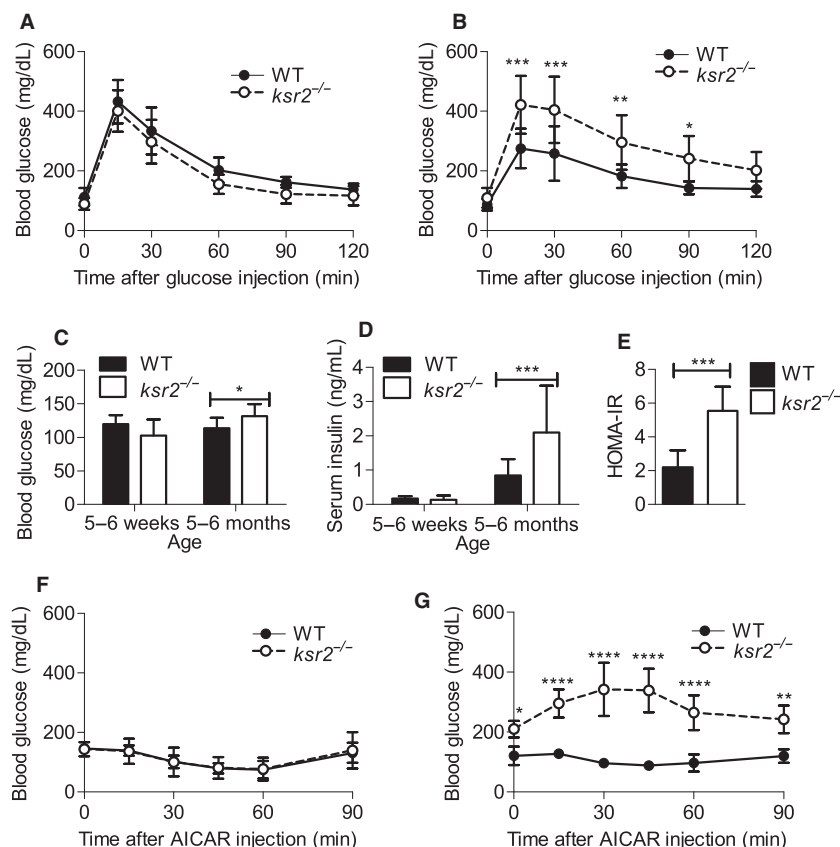 A
Blood glucose (mg/dL)
600
400
200
0
WT
ksr2⁻/⁻
0 30 60 90 120
Time after glucose injection (min)
B
Blood glucose (mg/dL)
600
400
200
0
WT
ksr2⁻/⁻
*** *** ** *
0 30 60 90 120
Time after glucose injection (min)
C
Blood glucose (mg/dL)
200
150
100
50
0
WT
ksr2⁻/⁻
*
5–6 weeks 5–6 months
Age
D
Serum insulin (ng/mL)
4
3
2
1
0
WT
ksr2⁻/⁻
***
5–6 weeks 5–6 months
Age
E
HOMA-IR
8
6
4
2
0
***
WT
ksr2⁻/⁻
F
Blood glucose (mg/dL)
600
400
200
0
WT
ksr2⁻/⁻
0 30 60 90
Time after AICAR injection (min)
G
Blood glucose (mg/dL)
600
400
200
0
WT
ksr2⁻/⁻
* **** **** **** **** **
0 30 60 90
Time after AICAR injection (min)